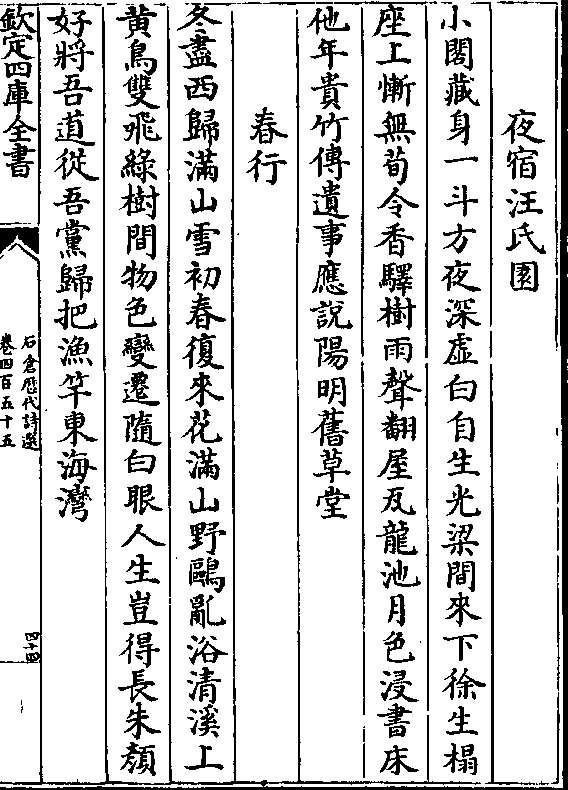 夜宿汪氏園
小閣藏身一斗方夜深虚白自生光梁間來下徐生榻
座上慚無荀令香驛樹雨聲翻屋瓦龍池月色浸書床
他年貴竹傳遺事應說陽明舊草堂
春行
冬盡西歸滿山雪初春復來花滿山野鷗亂浴清溪上
黄鳥雙飛綠樹間物色變遷隨白眼人生豈得長朱顔
好將吾道從吾黨歸把漁竿東海灣
欽定四庫全書
石倉歷代詩選
卷四百五十五
四十四